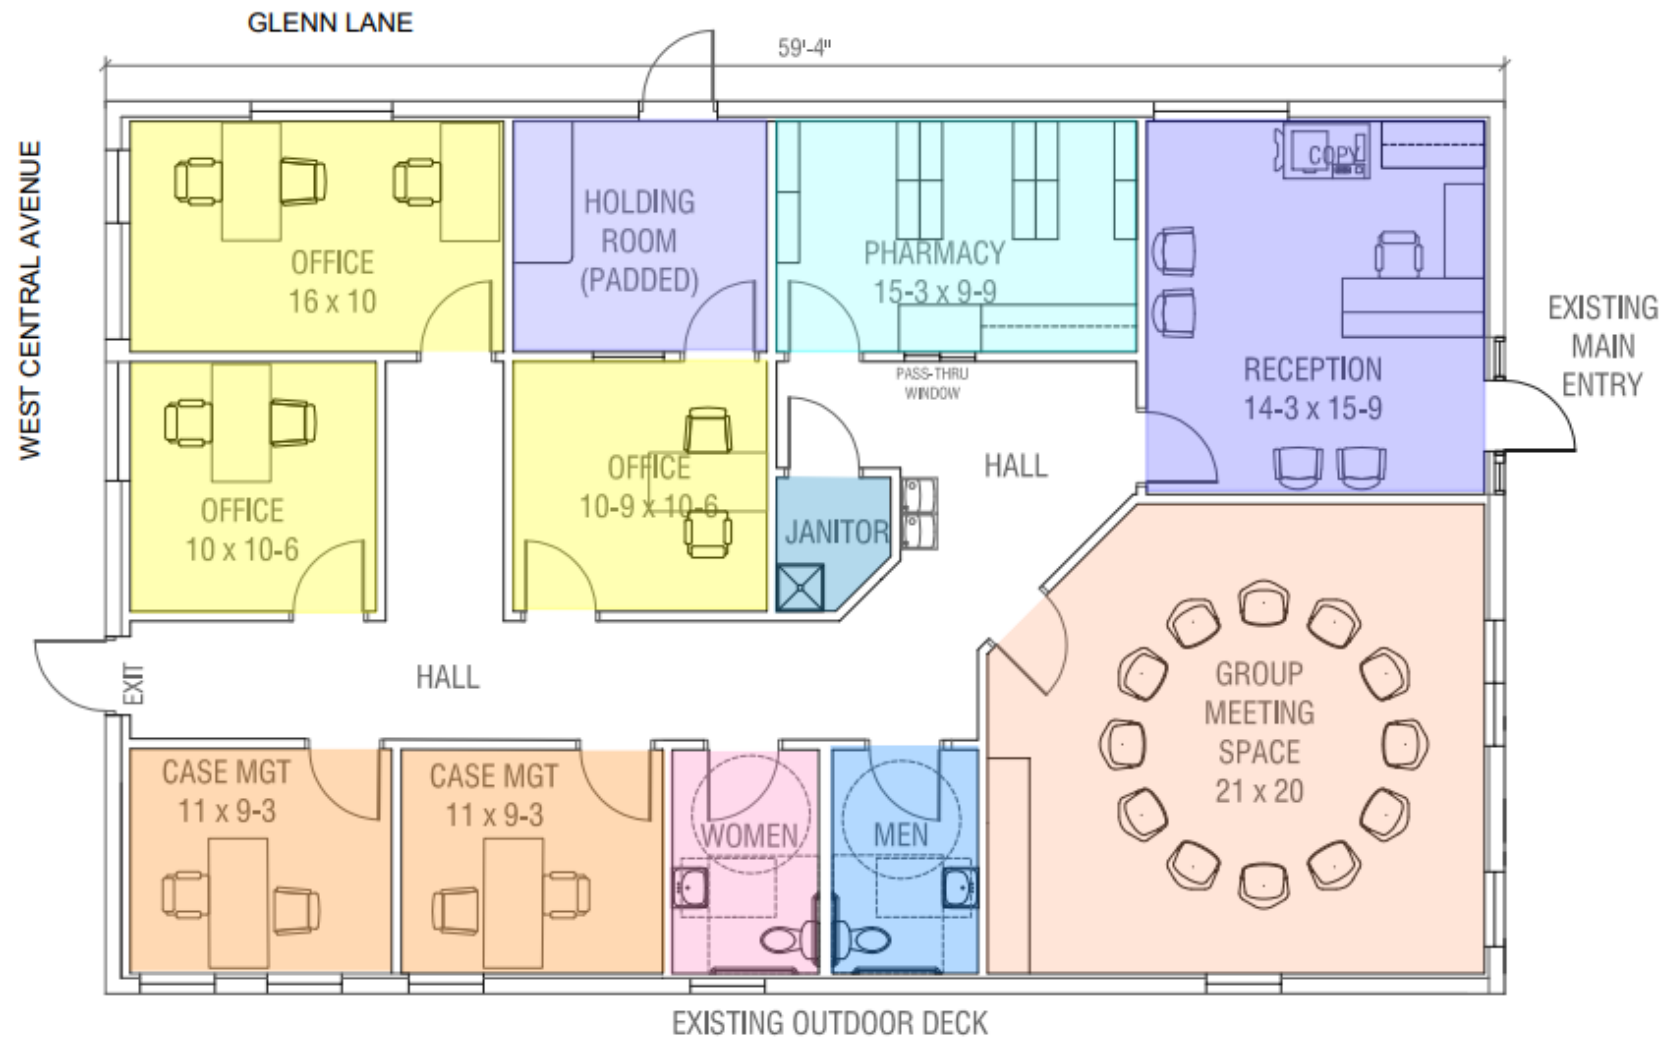 GLENN LANE
59'-4"
WEST CENTRAL AVENUE
OFFICE
16 x 10
HOLDING
ROOM
(PADDED)
PHARMACY
15-3 x 9-9
PASS-THRU
WINDOW
COPY
RECEPTION
14-3 x 15-9
EXISTING
MAIN
ENTRY
OFFICE
10 x 10-6
OFFICE
10-9 x 10-6
JANITOR
HALL
EXIT
HALL
GROUP
MEETING
SPACE
21 x 20
CASE MGT
11 x 9-3
CASE MGT
11 x 9-3
WOMEN
MEN
EXISTING OUTDOOR DECK